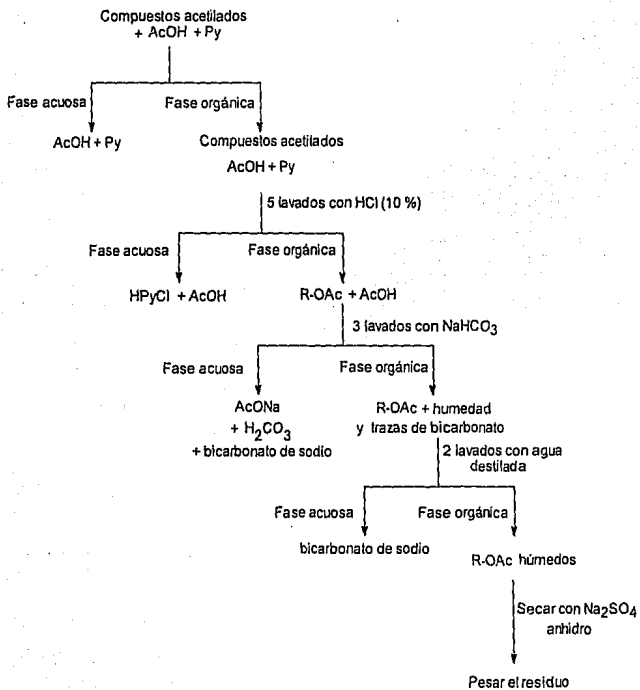 Compuestos acetilados
+ AcOH + Py
Fase acuosa
Fase orgánica
AcOH + Py
Compuestos acetilados
AcOH + Py
5 lavados con HCl (10 %)
Fase acuosa
Fase orgánica
HPyCl + AcOH
R-OAc + AcOH
3 lavados con NaHCO3
Fase acuosa
Fase orgánica
AcONa
+ H2CO3
+ bicarbonato de sodio
R-OAc + humedad
y trazas de bicarbonato
2 lavados con agua
destilada
Fase acuosa
Fase orgánica
bicarbonato de sodio
R-OAc húmedos
Secar con Na2SO4
anhidro
Pesar el residuo